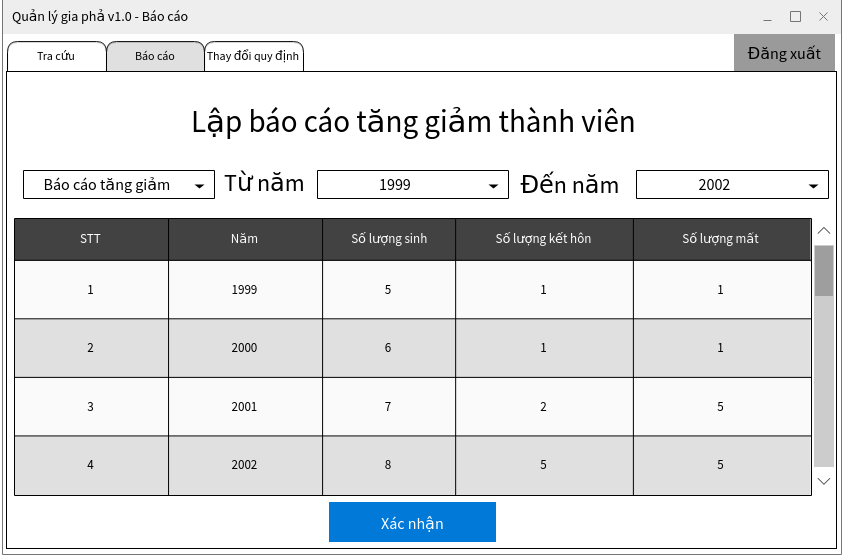 Quản lý gia phả v1.0 - Báo cáo
Tra cứu Báo cáo Thay đổi quy định Đăng xuất
Lập báo cáo tăng giảm thành viên
Báo cáo tăng giảm Từ năm 1999 Đến năm 2002
STT Năm Số lượng sinh Số lượng kết hôn Số lượng mất
1 1999 5 1 1
2 2000 6 1 1
3 2001 7 2 5
4 2002 8 5 5
Xác nhận